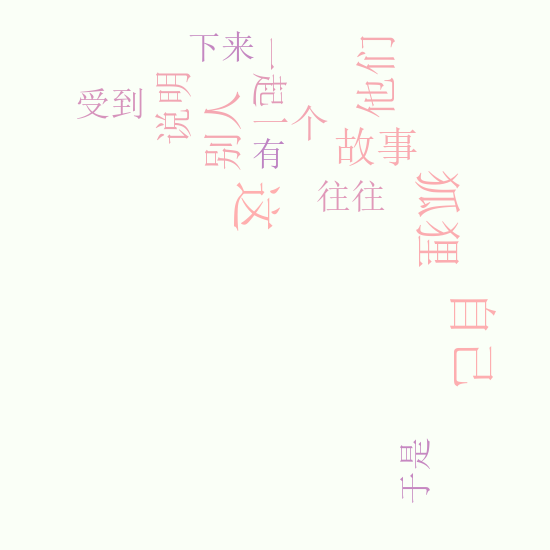 下来
一起
他们
受到
说明
别人
一个
有
故事
这
往往
狐狸
自己
于是